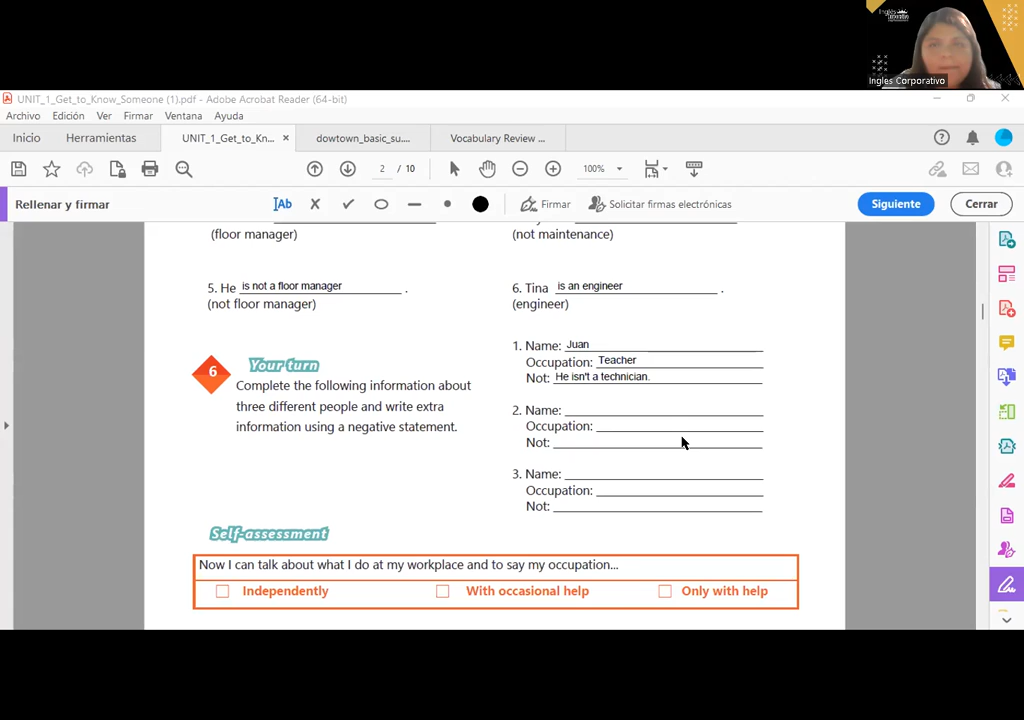 Inglés
Corporativo
Ingles Corporativo
UNIT_1_Get_to_Know_Someone (1).pdf - Adobe Acrobat Reader (64-bit)
Archivo Edición Ver Firmar Ventana Ayuda
Inicio Herramientas UNIT_1_Get_to_Kn... × dowtown_basic_su... Vocabulary Review ...
2 / 10 100%
Rellenar y firmar Ab Firmar Solicitar firmas electrónicas Siguiente Cerrar
(floor manager) (not maintenance)
5. He is not a floor manager . 6. Tina is an engineer .
(not floor manager) (engineer)
1. Name: Juan
Occupation: Teacher
Not: He isn't a technician.
6 Your turn
Complete the following information about
three different people and write extra
information using a negative statement.
2. Name:
Occupation:
Not:
3. Name:
Occupation:
Not:
Self-assessment
Now I can talk about what I do at my workplace and to say my occupation...
Independently With occasional help Only with help